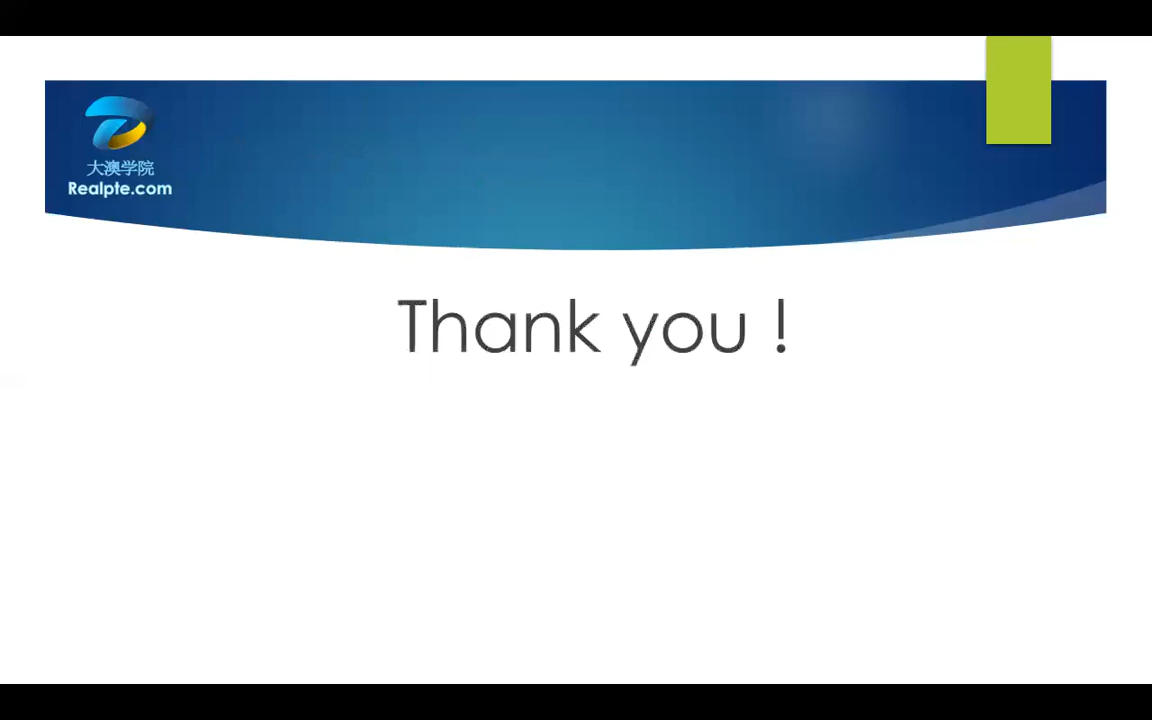 大澳学院
Realpte.com
Thank you !